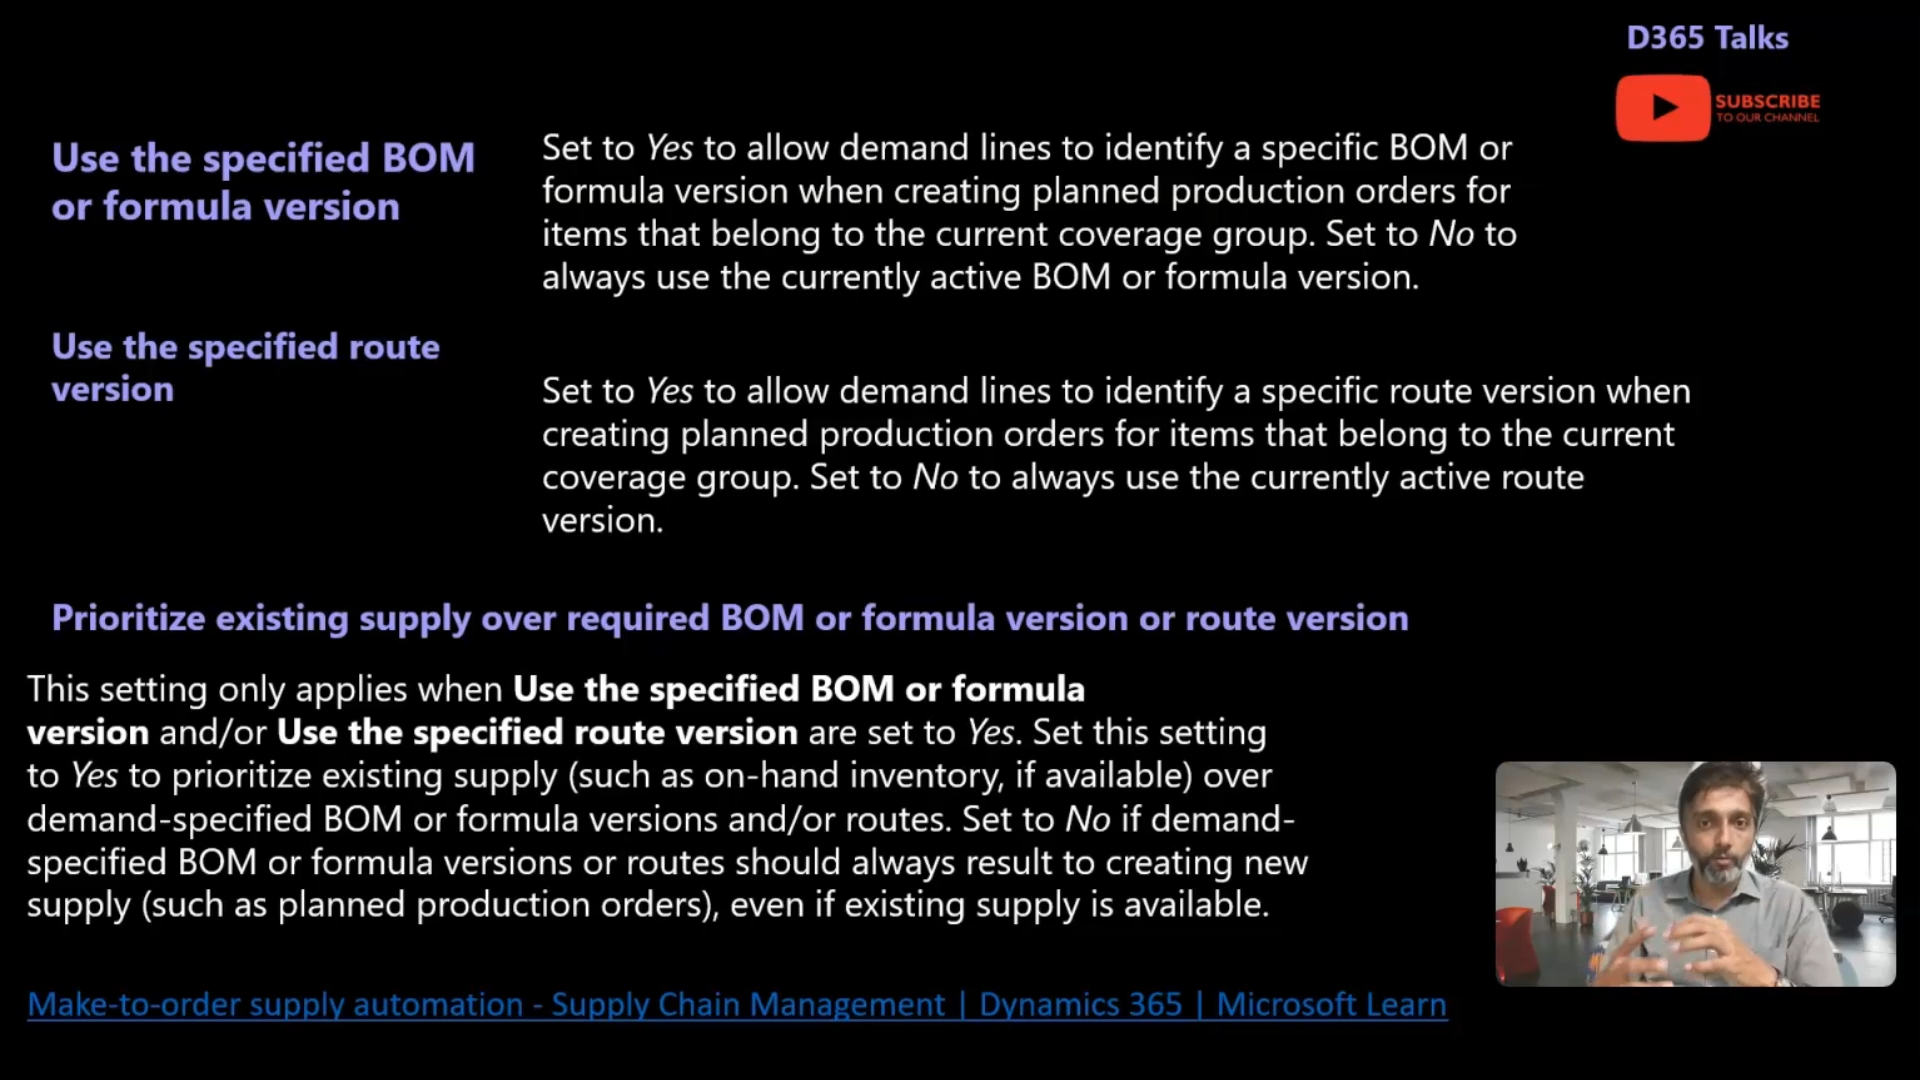 D365 Talks
SUBSCRIBE
TO OUR CHANNEL
Use the specified BOM
or formula version
Set to Yes to allow demand lines to identify a specific BOM or
formula version when creating planned production orders for
items that belong to the current coverage group. Set to No to
always use the currently active BOM or formula version.
Use the specified route
version
Set to Yes to allow demand lines to identify a specific route version when
creating planned production orders for items that belong to the current
coverage group. Set to No to always use the currently active route
version.
Prioritize existing supply over required BOM or formula version or route version
This setting only applies when Use the specified BOM or formula
version and/or Use the specified route version are set to Yes. Set this setting
to Yes to prioritize existing supply (such as on-hand inventory, if available) over
demand-specified BOM or formula versions and/or routes. Set to No if demand-
specified BOM or formula versions or routes should always result to creating new
supply (such as planned production orders), even if existing supply is available.
Make-to-order supply automation - Supply Chain Management | Dynamics 365 | Microsoft Learn